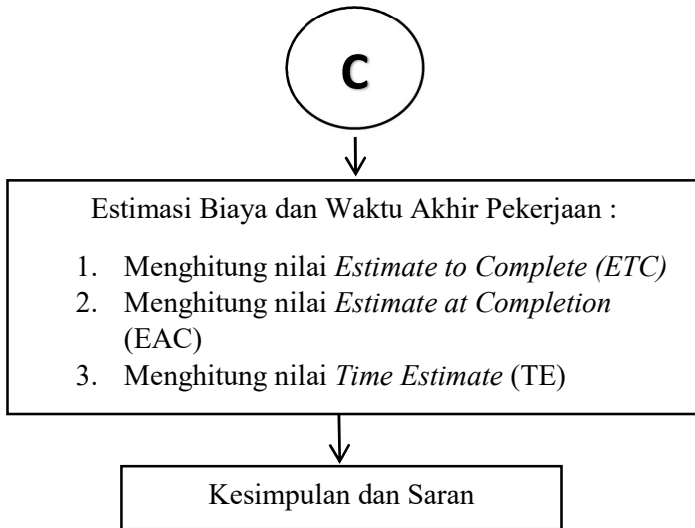 C
Estimasi Biaya dan Waktu Akhir Pekerjaan :
1. Menghitung nilai Estimate to Complete (ETC)
2. Menghitung nilai Estimate at Completion
(EAC)
3. Menghitung nilai Time Estimate (TE)
Kesimpulan dan Saran